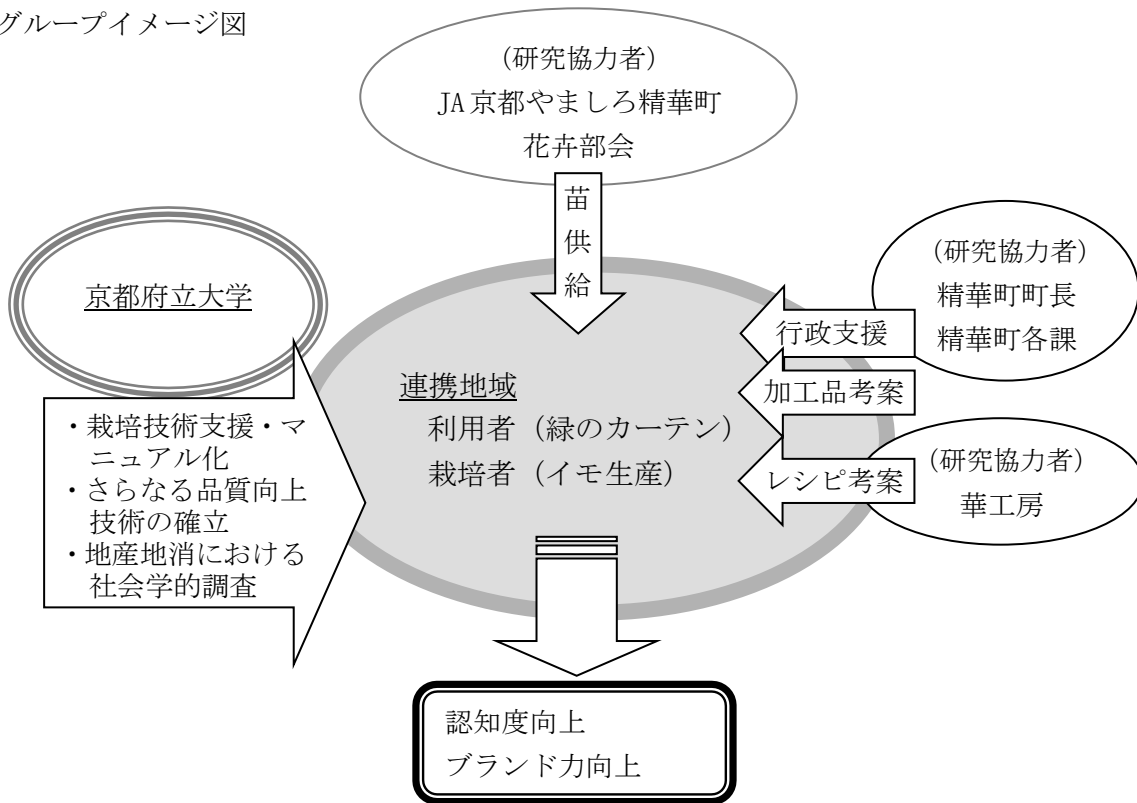 グループイメージ図
(研究協力者)
JA京都やましろ精華町
花卉部会
苗供給
京都府立大学
・栽培技術支援・マ
ニュアル化
・さらなる品質向上
技術の確立
・地産地消における
社会学的調査
連携地域
利用者（緑のカーテン）
栽培者（イモ生産）
(研究協力者)
精華町町長
精華町各課
行政支援
加工品考案
レシピ考案
(研究協力者)
華工房
認知度向上
ブランド力向上